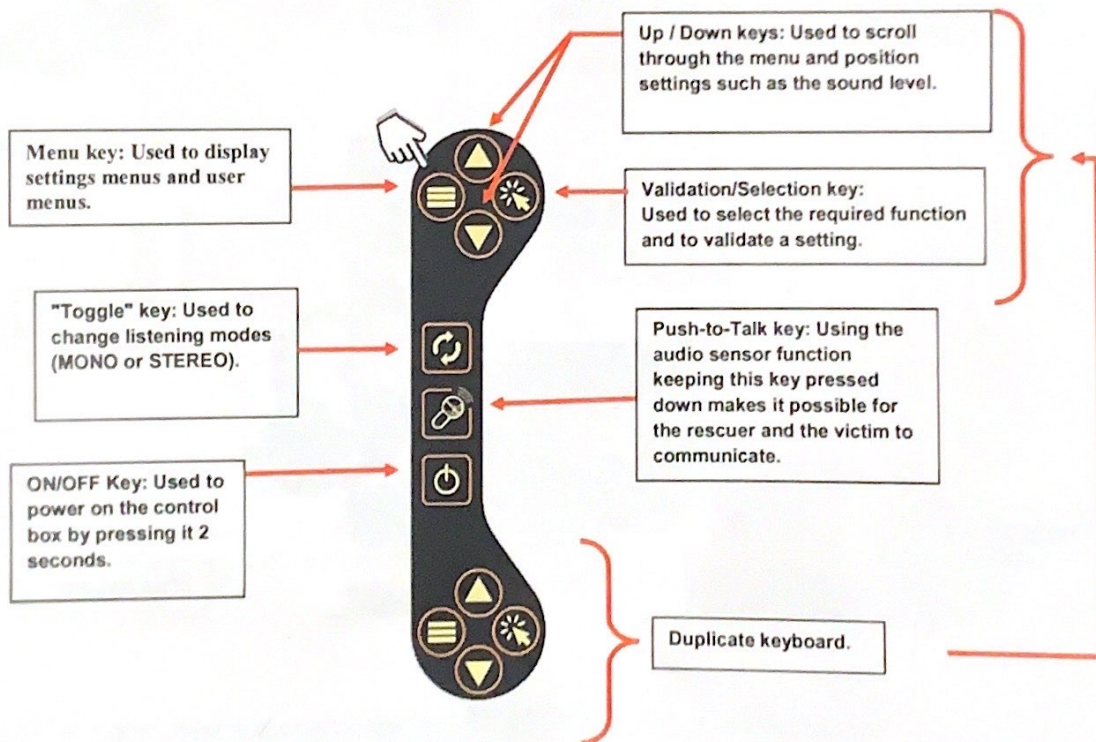 Up / Down keys: Used to scroll
through the menu and position
settings such as the sound level.
Menu key: Used to display
settings menus and user
menus.
Validation/Selection key:
Used to select the required function
and to validate a setting.
"Toggle" key: Used to
change listening modes
(MONO or STEREO).
Push-to-Talk key: Using the
audio sensor function
keeping this key pressed
down makes it possible for
the rescuer and the victim to
communicate.
ON/OFF Key: Used to
power on the control
box by pressing it 2
seconds.
Duplicate keyboard.